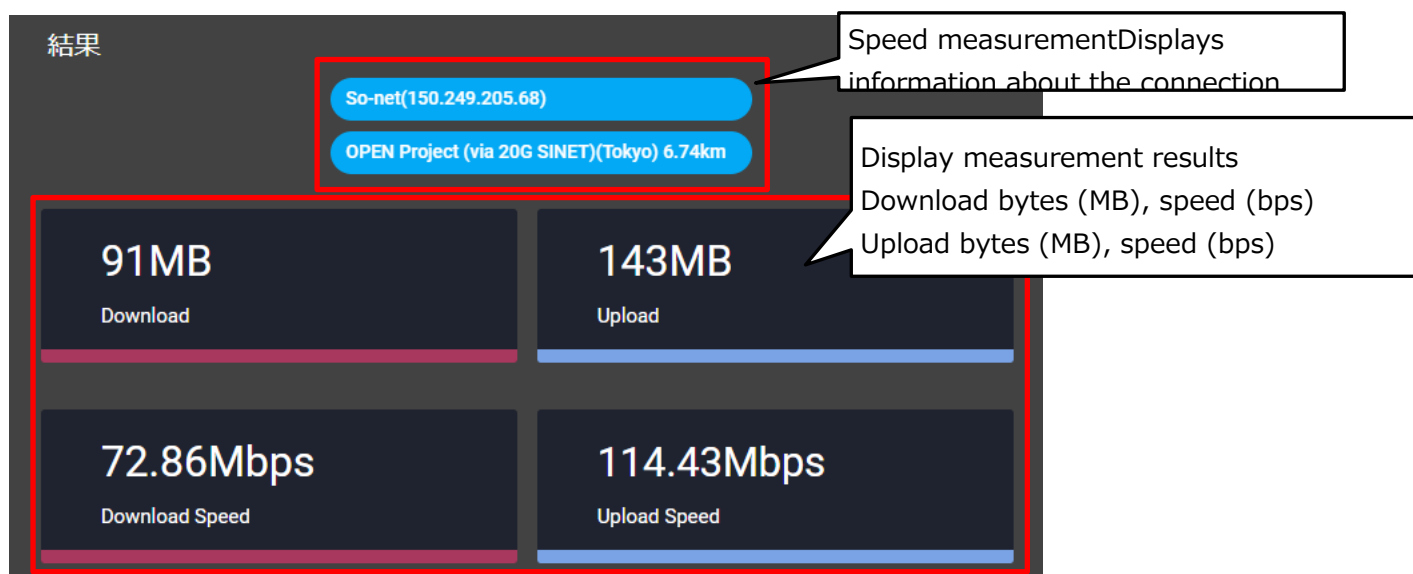 結果
Speed measurementDisplays
information about the connection
So-net(150.249.205.68)
OPEN Project (via 20G SINET)(Tokyo) 6.74km
Display measurement results
Download bytes (MB), speed (bps)
Upload bytes (MB), speed (bps)
91MB
Download
143MB
Upload
72.86Mbps
Download Speed
114.43Mbps
Upload Speed